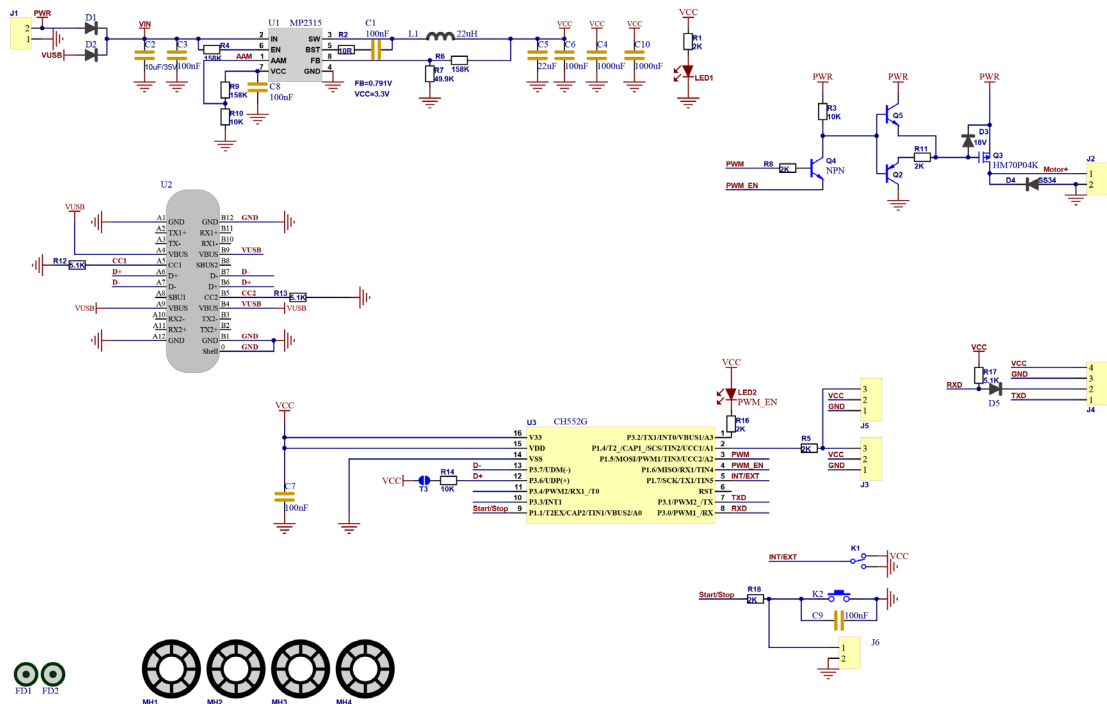 J1
PWR
2
1
D1
D2
VUSB
VIN
C2
10uF/35V
C3
100nF
R4
158K
AAM
R9
158K
R10
10K
C8
100nF
U1
MP2315
2 IN SW 3
6 EN BST 5
1 AAM FB 8
7 VCC GND 4
R2
10R
C1
100nF
L1
22uH
R6
158K
R7
49.9K
FB=0.791V
VCC=3.3V
C5
22uF
VCC
C6
100nF
VCC
C4
1000nF
VCC
C10
1000nF
VCC
R1
2K
LED1
PWR
R3
10K
PWM
R8
2K
PWM_EN
Q4
NPN
PWR
Q5
Q2
R11
2K
PWR
D3
18V
Q3
HM70P04K
Motor+
D4
SS34
J2
1
2
U2
VUSB
A1 GND GND B12 GND
A2 TX1+ RX1+ B11
A3 TX- RX1- B10
A4 VBUS VBUS B9 VUSB
R12 5.1K CC1 A5 CC1 SBUS2 B8
D+ A6 D+ D- B7 D-
D- A7 D- D+ B6 D+
A8 SBU1 CC2 B5 CC2 R13 5.1K
VUSB A9 VBUS VBUS B4 VUSB VUSB
A10 RX2- TX2- B3
A11 RX2+ TX2+ B2
A12 GND GND B1 GND
Shell 0 GND
VCC
R17
5.1K
RXD
D5
VCC 4
GND 3
2
TXD 1
J4
VCC
LED2
PWM_EN
R16
2K
VCC
C7
100nF
U3
CH552G
16 V33 P3.2/TX1/INT0/VBUS1/A3 1
15 VDD P1.4/T2_/CAP1_/SCS/TIN2/UCC1/A1 2
14 VSS P1.5/MOSI/PWM1/TIN3/UCC2/A2 3 PWM
D- 13 P3.7/UDM(-) P1.6/MISO/RX1/TIN4 4 PWM_EN
D+ 12 P3.6/UDP(+) P1.7/SCK/TX1/TIN5 5 INT/EXT
11 P3.4/PWM2/RX1_/T0 RST 6
10 P3.3/INT1 P3.1/PWM2_/TX 7 TXD
Start/Stop 9 P1.1/T2EX/CAP2/TIN1/VBUS2/A0 P3.0/PWM1_/RX 8 RXD
VCC
T3
R14
10K
R5
2K
3
VCC 2
GND 1
J5
3
VCC 2
GND 1
J3
INT/EXT
K1
VCC
Start/Stop
R18
2K
K2
C9
100nF
1
2
J6
FD1
FD2
MH1
MH2
MH3
MH4